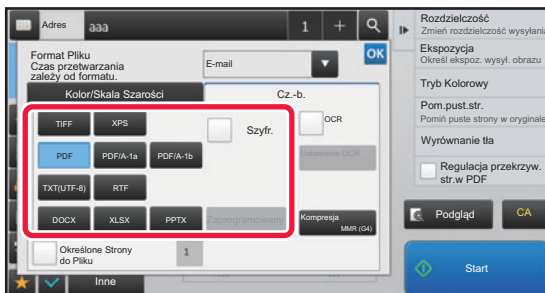 Adres
aaa
1
Format Pliku
Czas przetwarzania
zależy od formatu.
E-mail
OK
Kolor/Skala Szarości
Cz.-b.
TIFF
XPS
Szyfr.
OCR
PDF
PDF/A-1a
PDF/A-1b
Ustawienie OCR
TXT(UTF-8)
RTF
DOCX
XLSX
PPTX
Zaprogramowany
Kompresja
MMR (G4)
Określone Strony
do Pliku
1
Inne
Rozdzielczość
Zmień rozdzielczość wysyłania
Ekspozycja
Określ ekspoz. wysył. obrazu
Tryb Kolorowy
Pom.pust.str.
Pomiń puste strony w oryginale
Wyrównanie tła
Regulacja przekrzyw.
str.w PDF
Podgląd
CA
Start